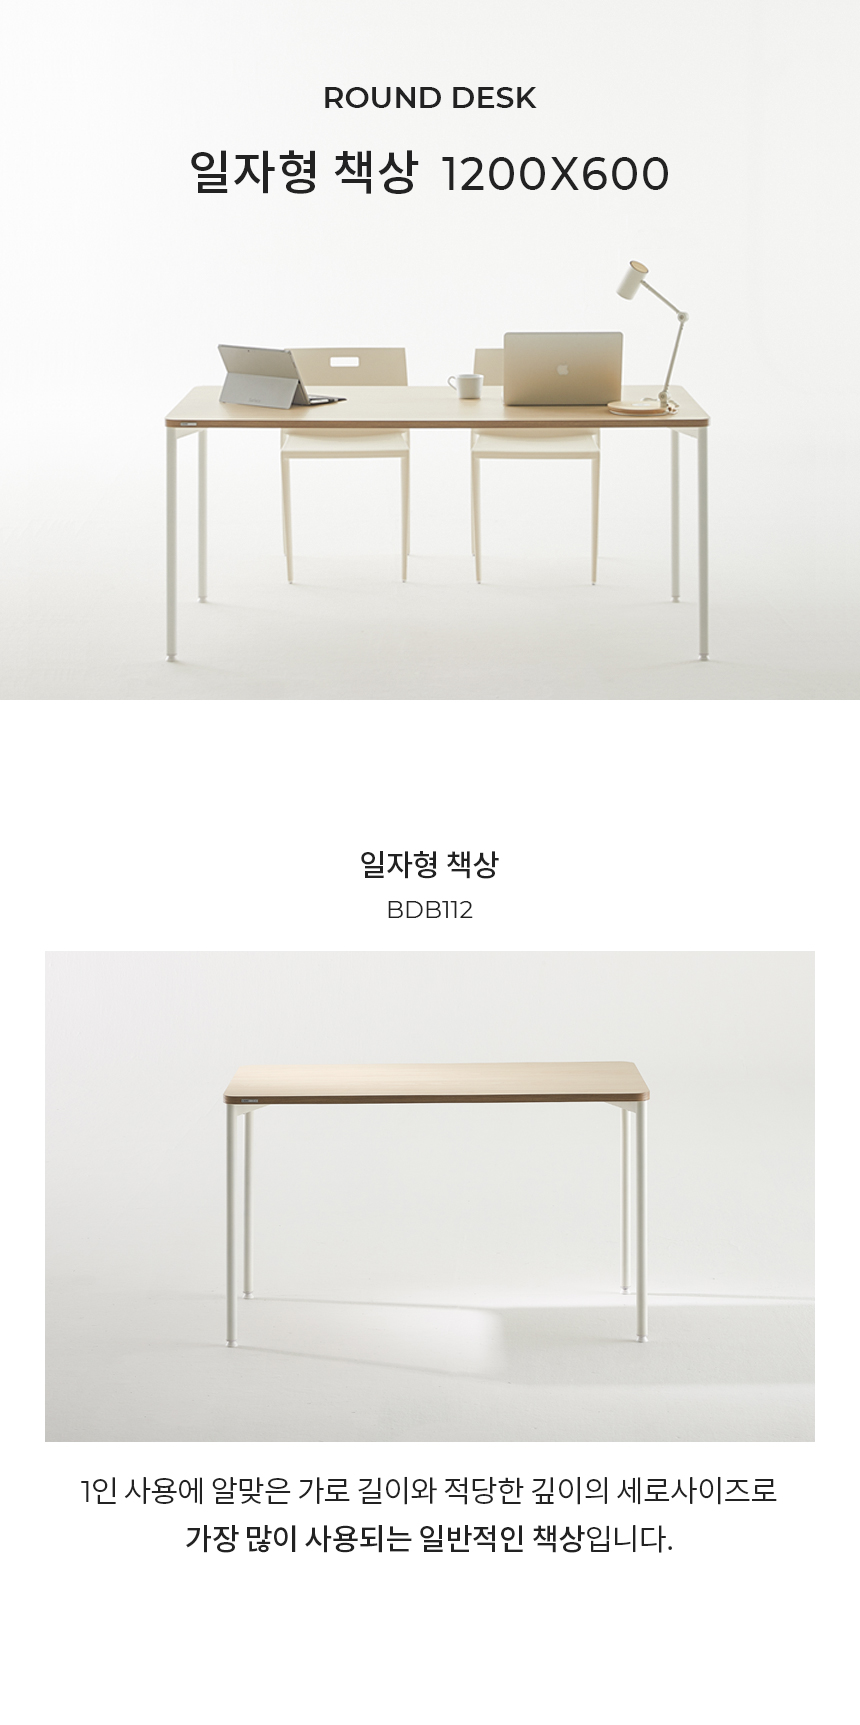 ROUND DESK
일자형 책상 1200X600
일자형 책상
BDB112
1인 사용에 알맞은 가로 길이와 적당한 깊이의 세로사이즈로
가장 많이 사용되는 일반적인 책상입니다.